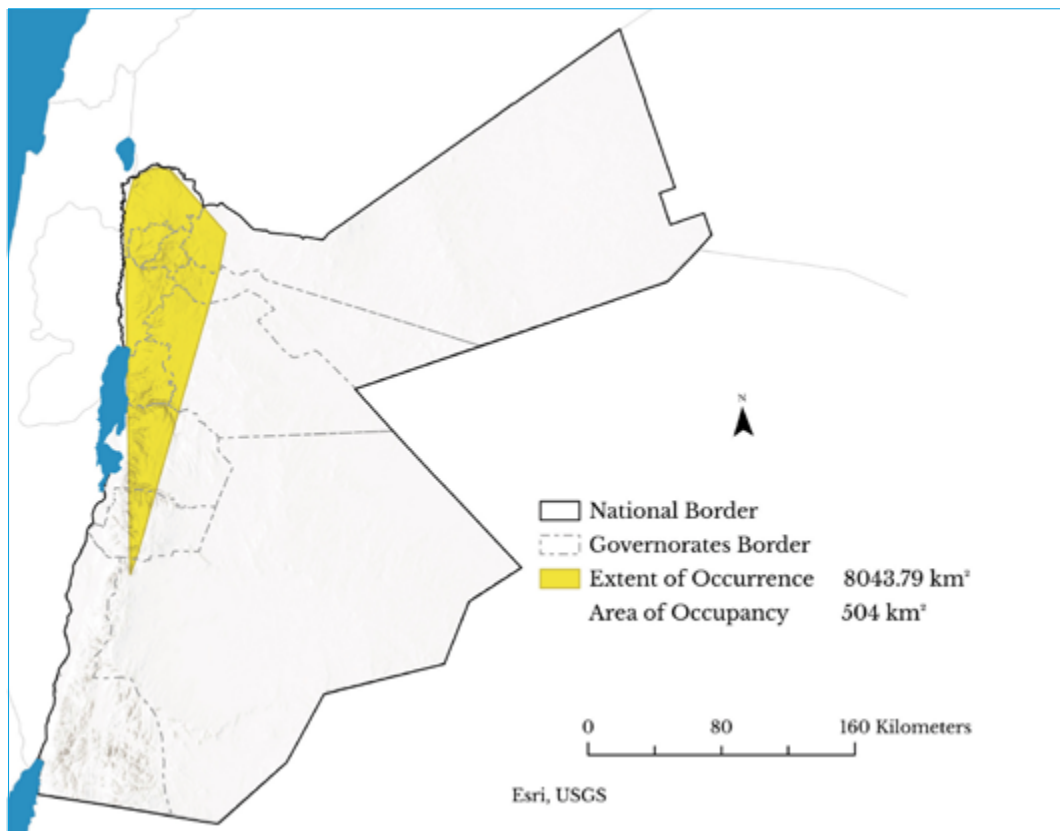 N
National Border
Governorates Border
Extent of Occurrence 8043.79 km²
Area of Occupancy 504 km²
0 80 160 Kilometers
Esri, USGS